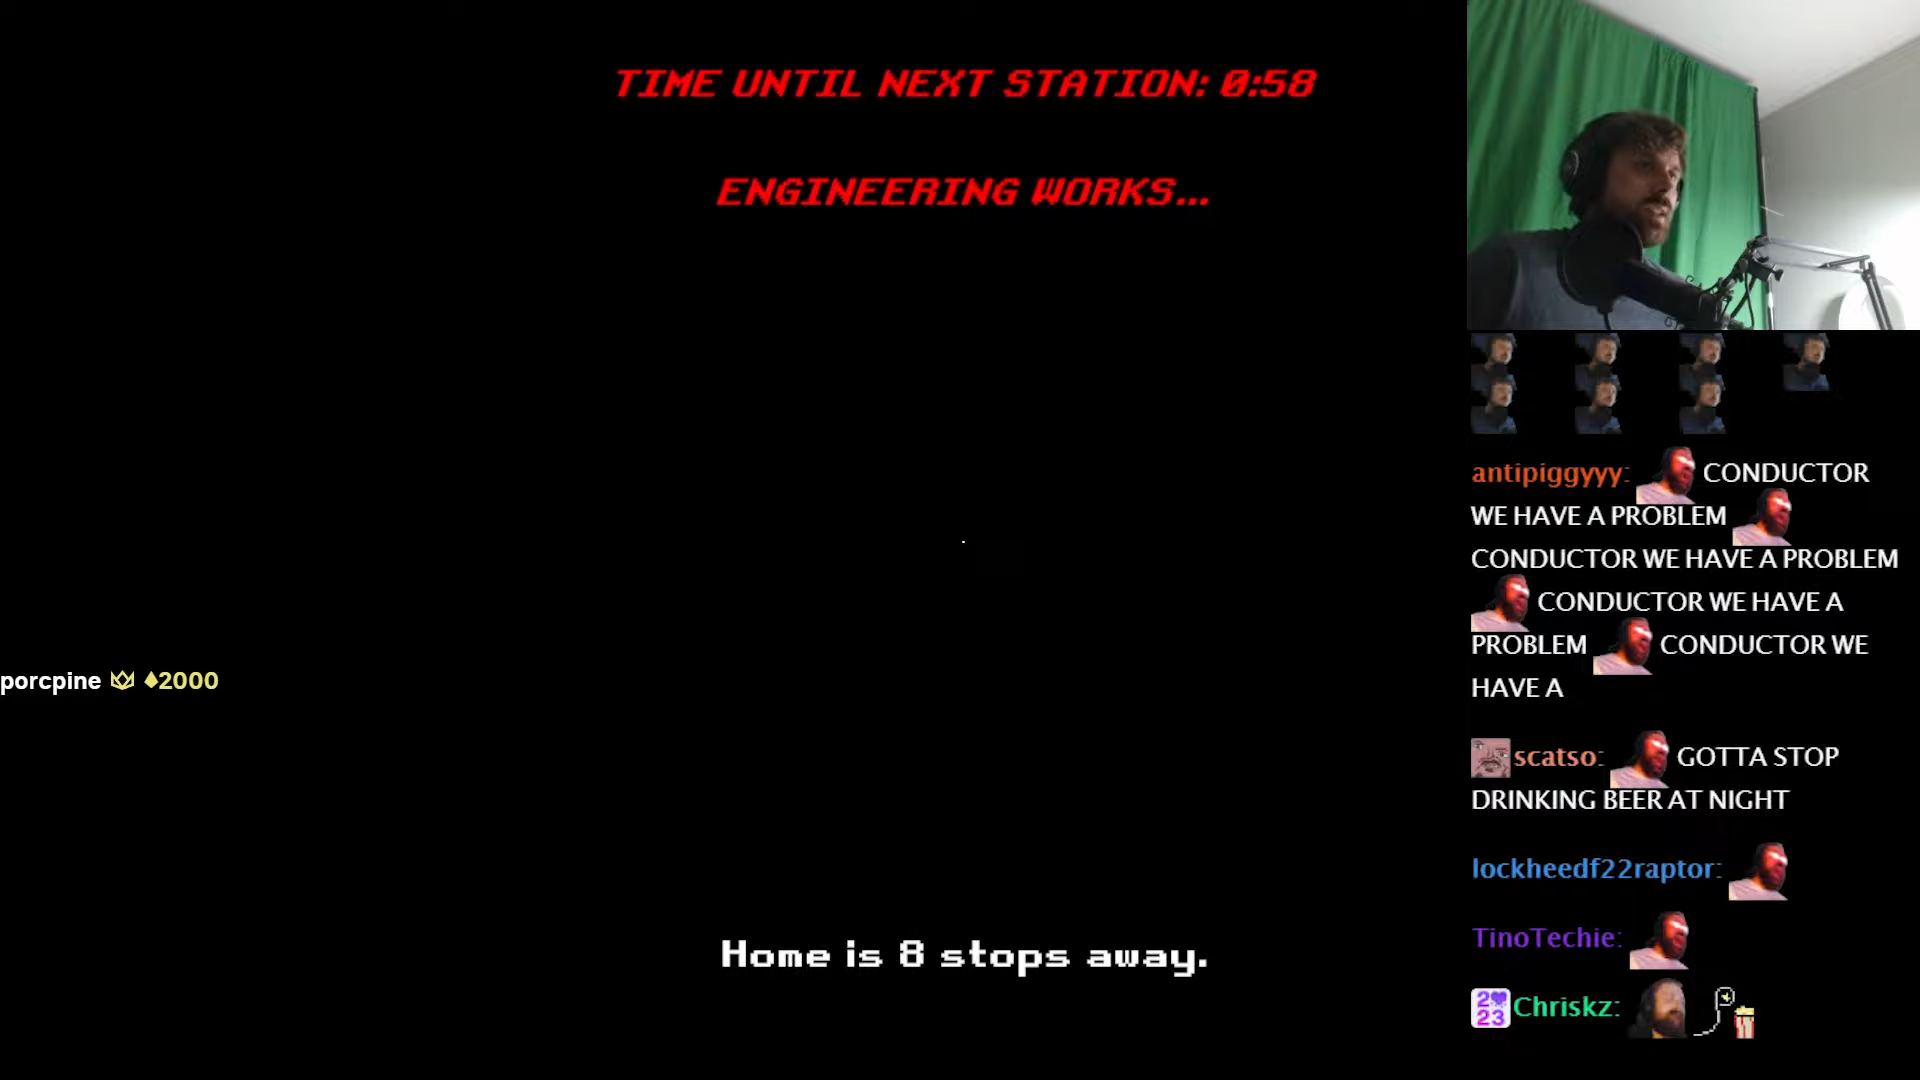 TIME UNTIL NEXT STATION: 0:58
ENGINEERING WORKS...
porcpine 2000
Home is 8 stops away.
antipiggyyy: CONDUCTOR
WE HAVE A PROBLEM
CONDUCTOR WE HAVE A PROBLEM
CONDUCTOR WE HAVE A
PROBLEM CONDUCTOR WE
HAVE A
scatso: GOTTA STOP
DRINKING BEER AT NIGHT
lockheedf22raptor:
TinoTechie:
2023 Chriskz: